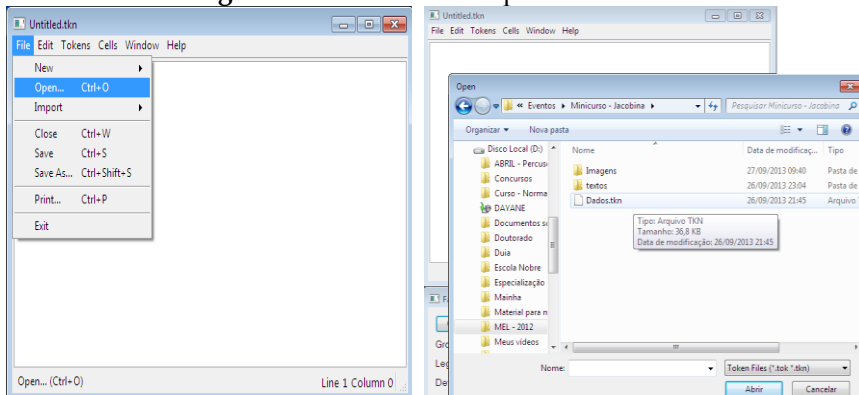 Untitled.tkn
File Edit Tokens Cells Window Help
New
Open... Ctrl+O
Import
Close Ctrl+W
Save Ctrl+S
Save As... Ctrl+Shift+S
Print... Ctrl+P
Exit
Open... (Ctrl+O)
Line 1 Column 0
Untitled.tkn
File Edit Tokens Cells Window Help
Open
« Eventos Minicurso - Jacobina
Pesquisar Minicurso - Jacobina
Organizar Nova pasta
Disco Local (D:)
ABRIL - Percus
Concursos
Curso - Norma
DAYANE
Documentos s
Doutorado
Duia
Escola Nobre
Especialização
Mainha
Material para n
MEL - 2012
Meus vídeos
Nome Data de modificaç... Tipo
Imagens 27/09/2013 09:40 Pasta de
textos 26/09/2013 23:04 Pasta de
Dados.tkn 26/09/2013 21:45 Arquivo
Tipo: Arquivo TKN
Tamanho: 36,8 KB
Data de modificação: 26/09/2013 21:45
Nome:
Token Files (*.tok *.tkn)
Abrir Cancelar